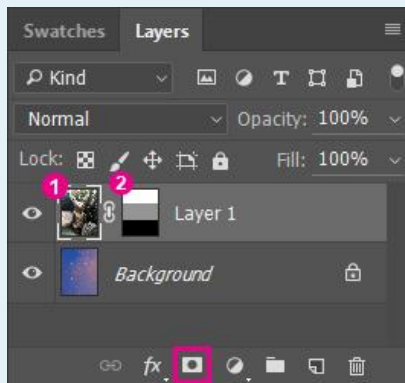 Swatches Layers
Kind
Normal Opacity: 100%
Lock: Fill: 100%
1 2
Layer 1
Background
fx